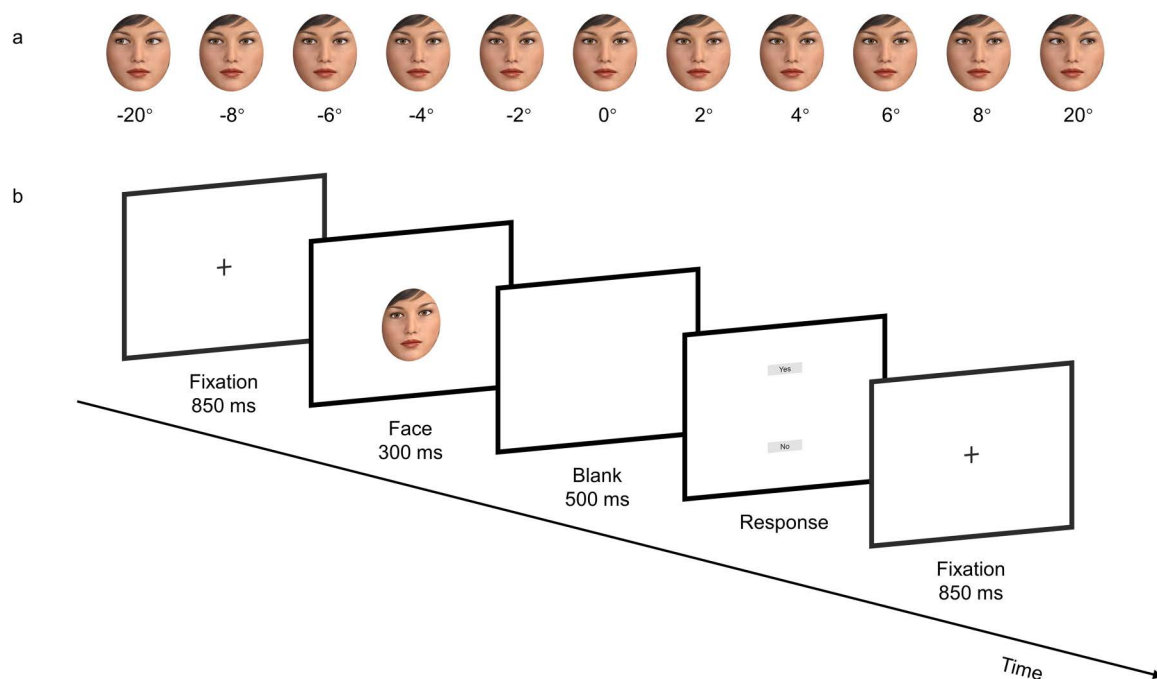 a
-20° -8° -6° -4° -2° 0° 2° 4° 6° 8° 20°
b
Fixation
850 ms
Face
300 ms
Blank
500 ms
Yes
No
Response
Fixation
850 ms
Time